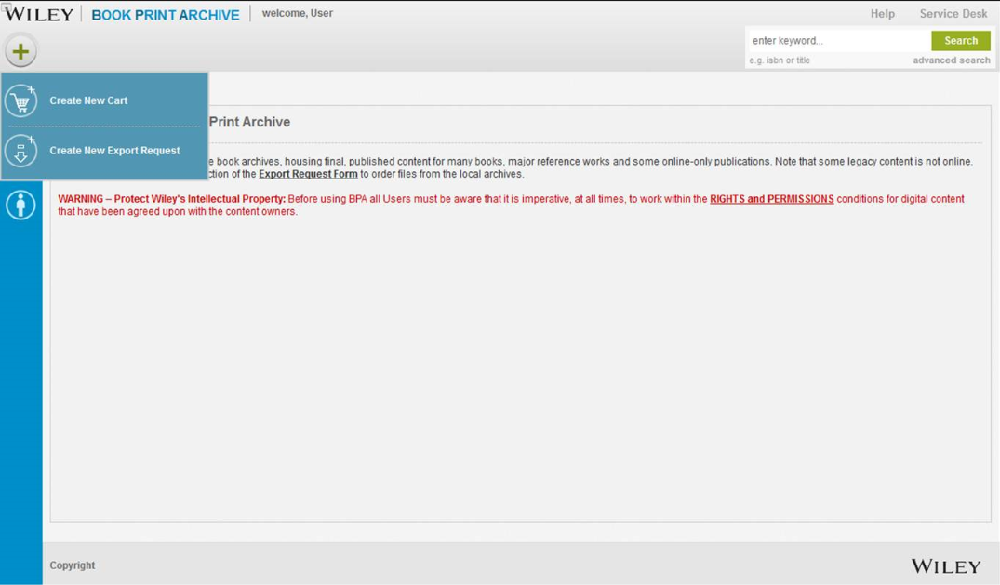 WILEY BOOK PRINT ARCHIVE welcome, User Help Service Desk
enter keyword... Search
e.g. isbn or title advanced search
Create New Cart
Print Archive
Create New Export Request
e book archives, housing final, published content for many books, major reference works and some online-only publications. Note that some legacy content is not online.
ction of the Export Request Form to order files from the local archives.
WARNING – Protect Wiley's Intellectual Property: Before using BPA all Users must be aware that it is imperative, at all times, to work within the RIGHTS and PERMISSIONS conditions for digital content
that have been agreed upon with the content owners.
Copyright WILEY